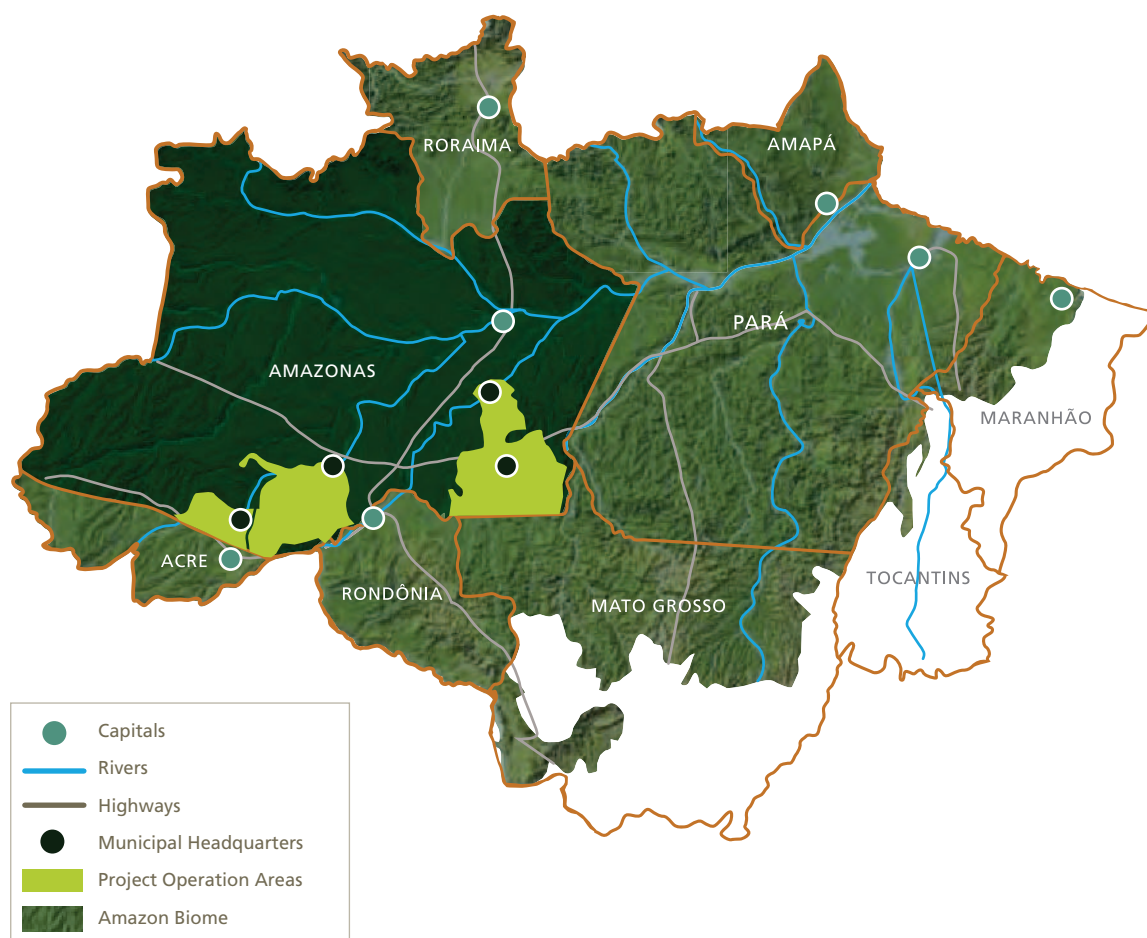 RORAIMA
AMAPÁ
PARÁ
AMAZONAS
MARANHÃO
ACRE
RONDÔNIA
MATO GROSSO
TOCANTINS
Capitals
Rivers
Highways
Municipal Headquarters
Project Operation Areas
Amazon Biome